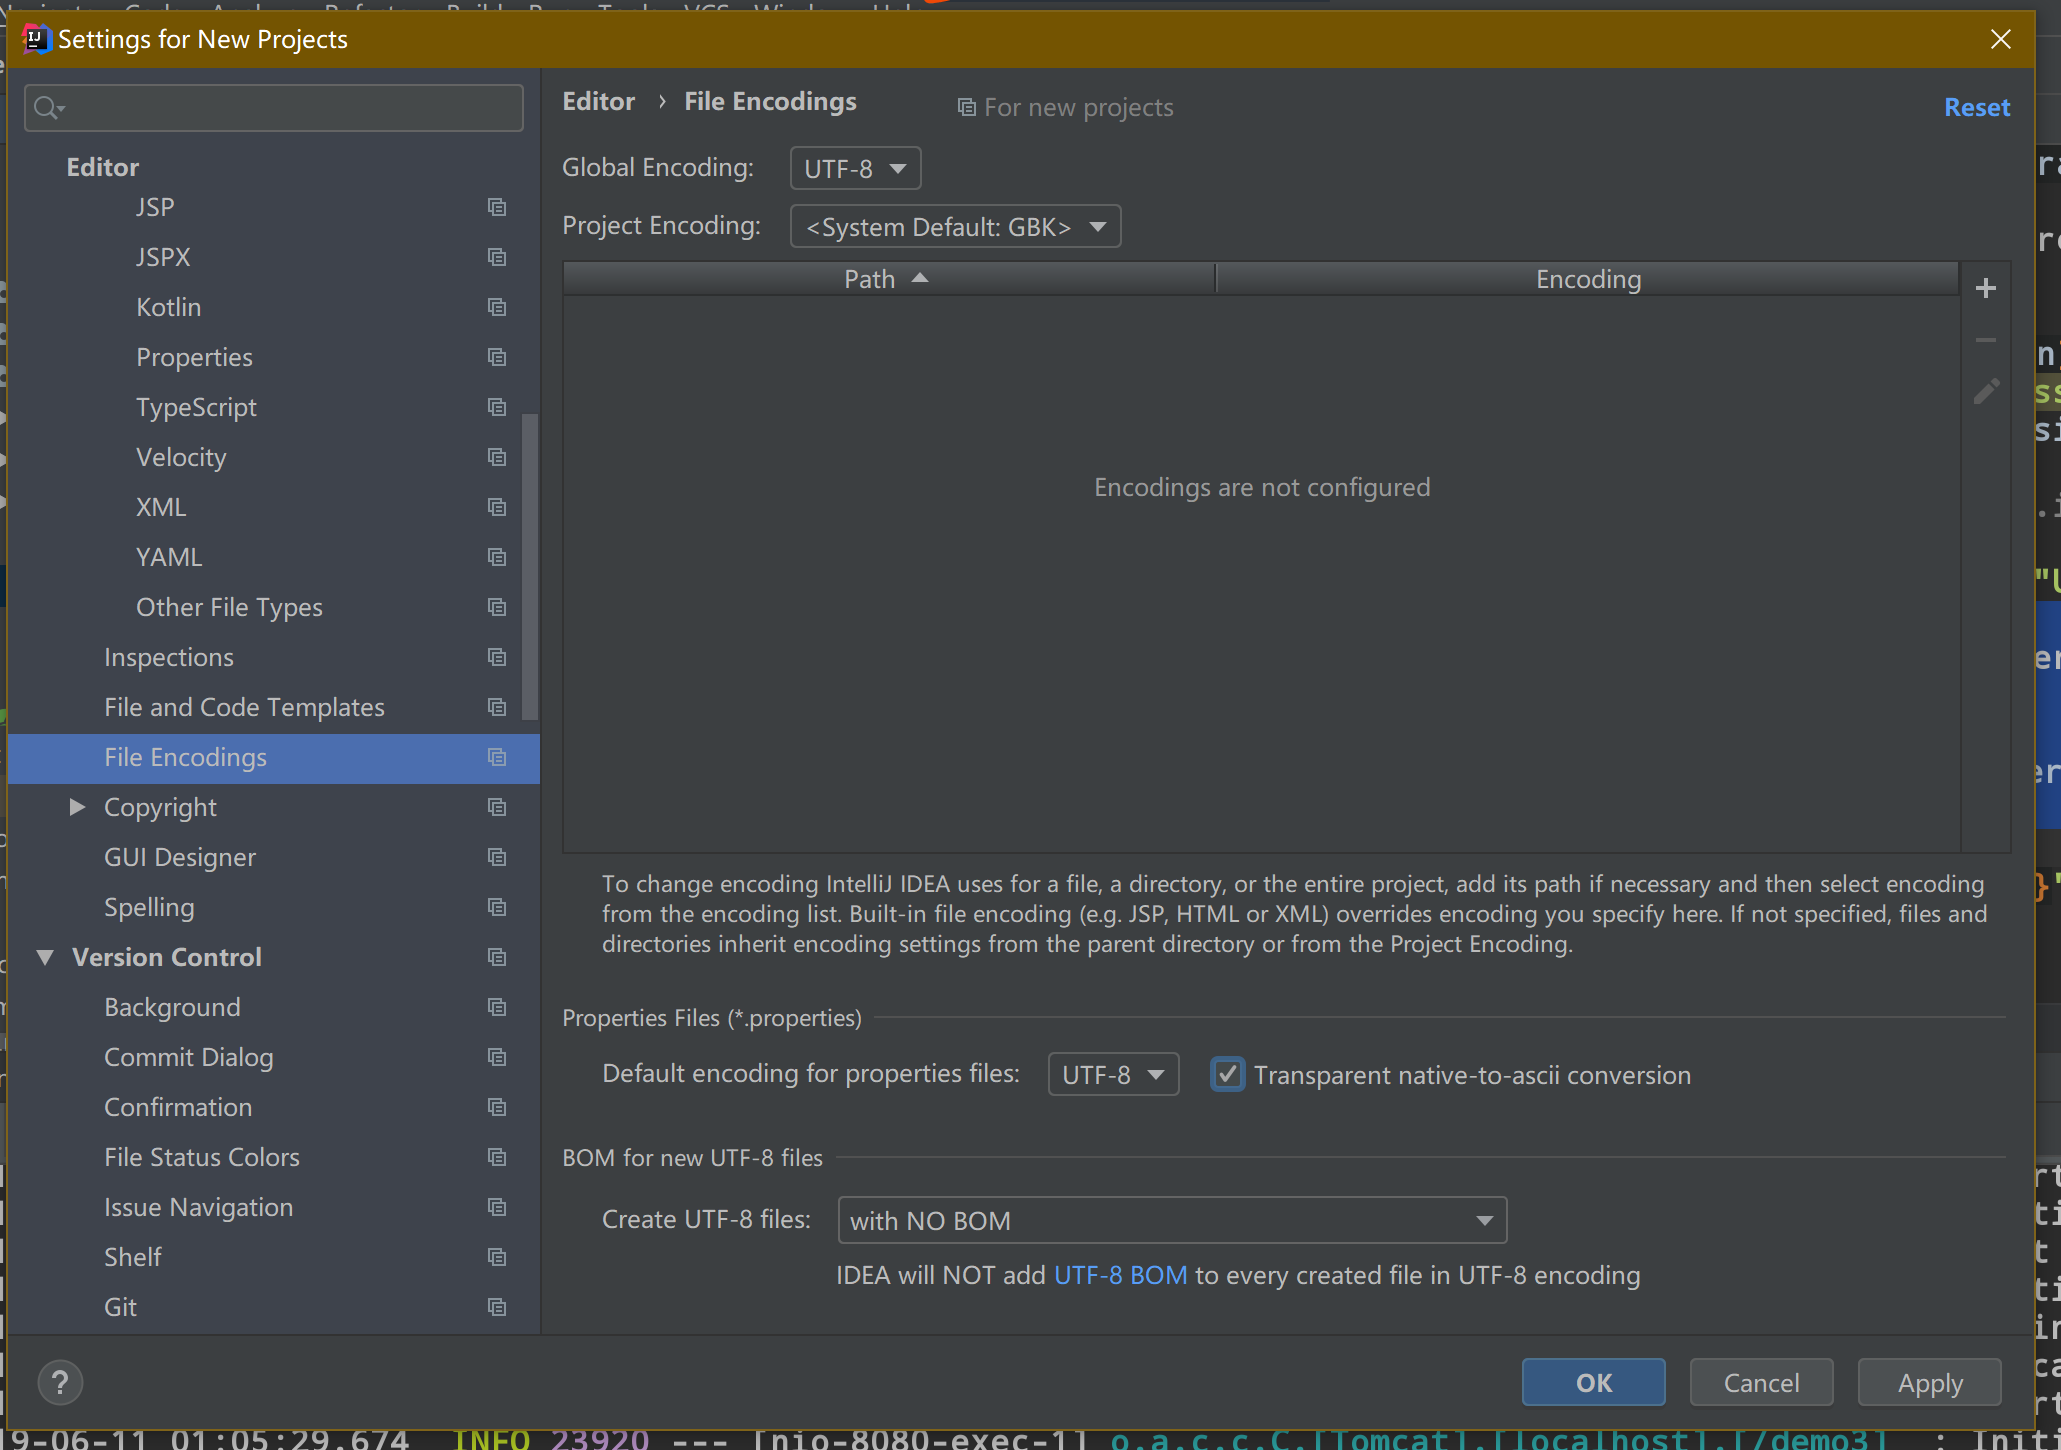 Settings for New Projects
Editor
JSP
JSPX
Kotlin
Properties
TypeScript
Velocity
XML
YAML
Other File Types
Inspections
File and Code Templates
File Encodings
Copyright
GUI Designer
Spelling
Version Control
Background
Commit Dialog
Confirmation
File Status Colors
Issue Navigation
Shelf
Git
Editor › File Encodings
For new projects
Reset
Global Encoding: UTF-8
Project Encoding: <System Default: GBK>
Path Encoding
Encodings are not configured
To change encoding IntelliJ IDEA uses for a file, a directory, or the entire project, add its path if necessary and then select encoding
from the encoding list. Built-in file encoding (e.g. JSP, HTML or XML) overrides encoding you specify here. If not specified, files and
directories inherit encoding settings from the parent directory or from the Project Encoding.
Properties Files (*.properties)
Default encoding for properties files: UTF-8 Transparent native-to-ascii conversion
BOM for new UTF-8 files
Create UTF-8 files: with NO BOM
IDEA will NOT add UTF-8 BOM to every created file in UTF-8 encoding
? OK Cancel Apply
9-06-11 01:05:29.674 INFO 23920 --- [nio-8080-exec-1] o.a.c.c.C.[Tomcat].[localhost].[/demo3] : Initi